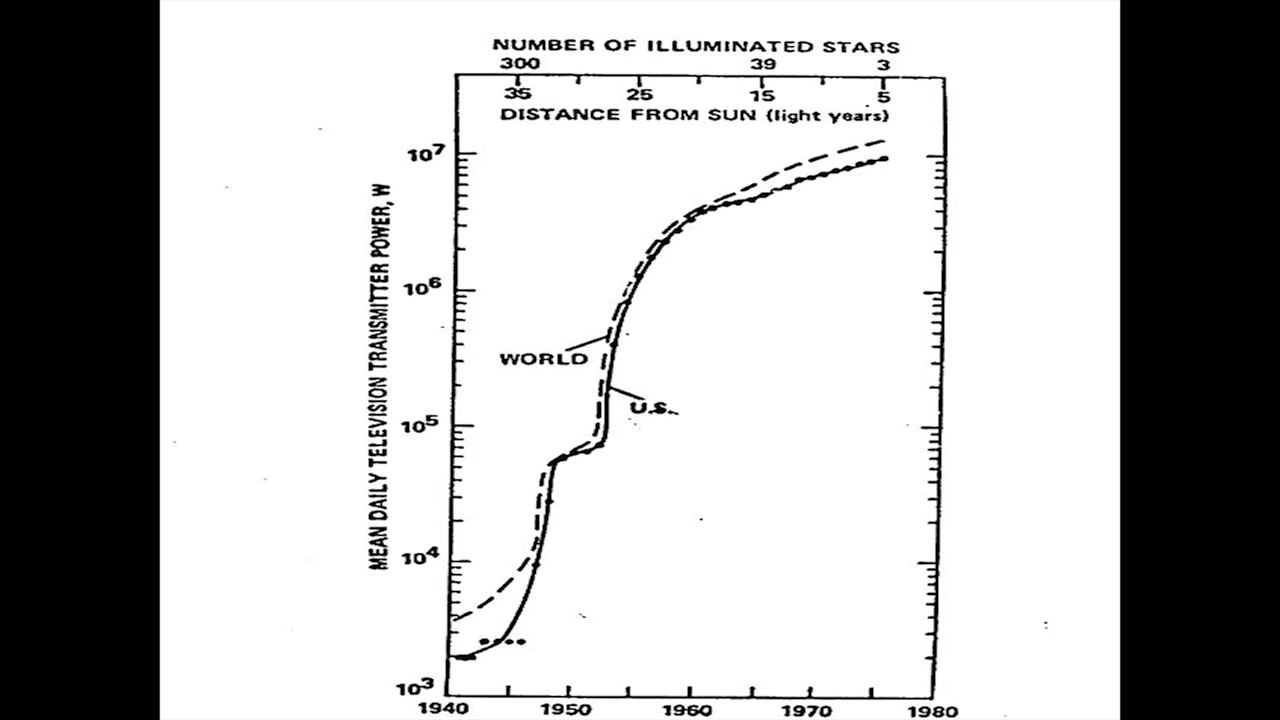 NUMBER OF ILLUMINATED STARS
300 39 3
35 25 15 5
DISTANCE FROM SUN (light years)
MEAN DAILY TELEVISION TRANSMITTER POWER, W
10⁷
10⁶
WORLD
U.S.
10⁵
10⁴
10³
1940 1950 1960 1970 1980